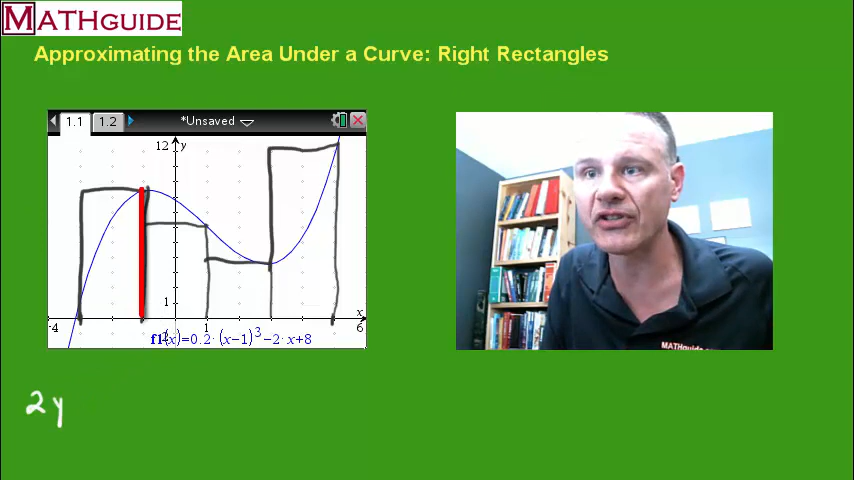 MATHGUIDE
Approximating the Area Under a Curve: Right Rectangles
1.1 1.2 *Unsaved
12 y
1
x
-4 1 6
f1(x)=0.2·(x-1)³-2·x+8
MATHguide
2y